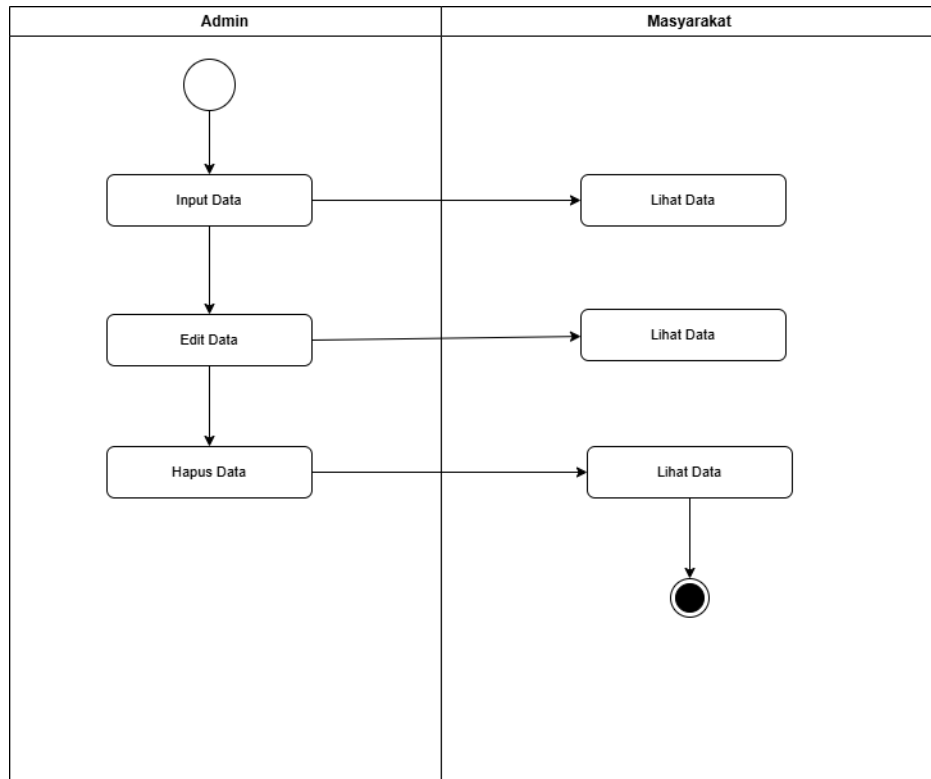 Admin
Masyarakat
Input Data
Lihat Data
Edit Data
Lihat Data
Hapus Data
Lihat Data